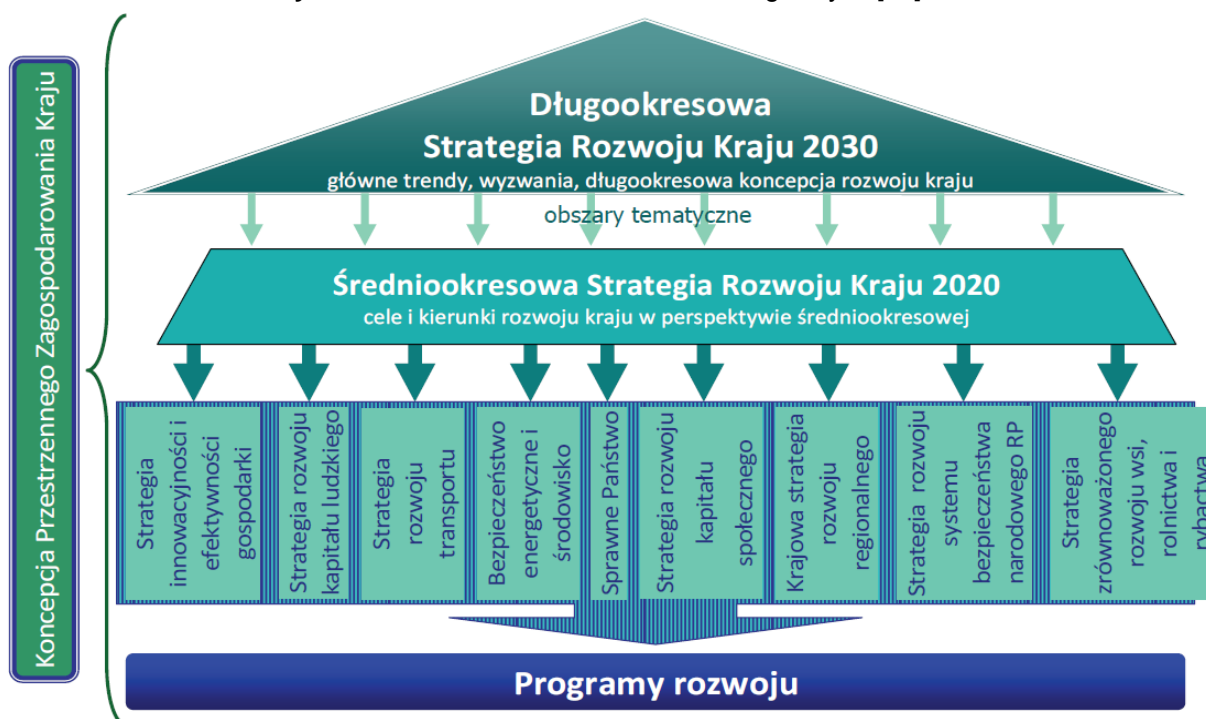 Koncepcja Przestrzennego Zagospodarowania Kraju
Długookresowa
Strategia Rozwoju Kraju 2030
główne trendy, wyzwania, długookresowa koncepcja rozwoju kraju
obszary tematyczne
Średniookresowa Strategia Rozwoju Kraju 2020
cele i kierunki rozwoju kraju w perspektywie średniookresowej
Strategia
innowacyjności i
efektywności
gospodarki
Strategia rozwoju
kapitału ludzkiego
Strategia
rozwoju
transportu
Bezpieczeństwo
energetyczne i
środowisko
Sprawne Państwo
Strategia rozwoju
kapitału
społecznego
Krajowa strategia
rozwoju
regionalnego
Strategia rozwoju
systemu
bezpieczeństwa
narodowego RP
Strategia
zrównoważonego
rozwoju wsi,
rolnictwa i
rybactwa
Programy rozwoju